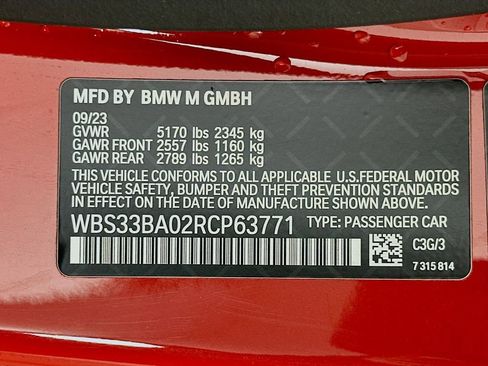 MFD BY BMW M GMBH
09/23
GVWR 5170 lbs 2345 kg
GAWR FRONT 2557 lbs 1160 kg
GAWR REAR 2789 lbs 1265 kg
THIS VEHICLE CONFORMS TO ALL APPLICABLE U.S.FEDERAL MOTOR
VEHICLE SAFETY, BUMPER AND THEFT PREVENTION STANDARDS
IN EFFECT ON THE DATE OF MANUFACTURE SHOWN ABOVE.
WBS33BA02RCP63771 TYPE: PASSENGER CAR
C3G/3
7 315 814